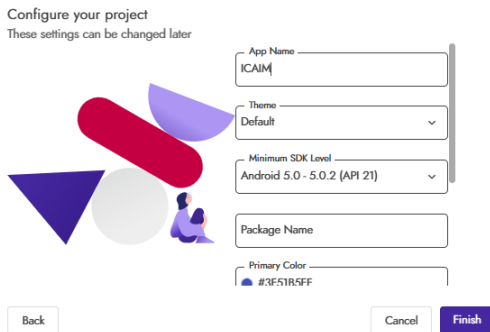 Configure your project
These settings can be changed later
App Name
ICAIM
Theme
Default
Minimum SDK Level
Android 5.0 - 5.0.2 (API 21)
Package Name
Primary Color
#3F51B5FF
Back
Cancel
Finish